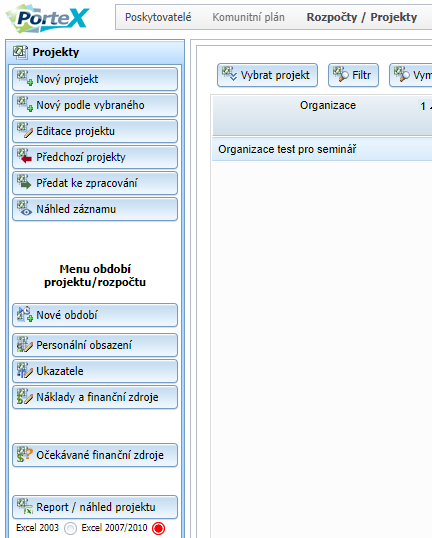 PorteX
Poskytovatelé Komunitní plán Rozpočty / Projekty
Projekty
Nový projekt
Nový podle vybraného
Editace projektu
Předchozí projekty
Předat ke zpracování
Náhled záznamu
Menu období
projektu/rozpočtu
Nové období
Personální obsazení
Ukazatele
Náklady a finanční zdroje
Očekávané finanční zdroje
Report / náhled projektu
Excel 2003 Excel 2007/2010
Vybrat projekt Filtr Vym
Organizace 1
Organizace test pro seminář